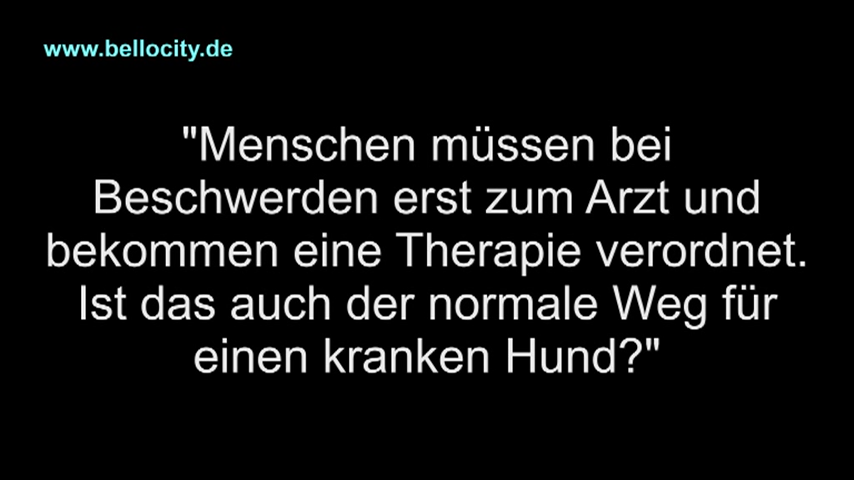 www.bellocity.de
"Menschen müssen bei
Beschwerden erst zum Arzt und
bekommen eine Therapie verordnet.
Ist das auch der normale Weg für
einen kranken Hund?"